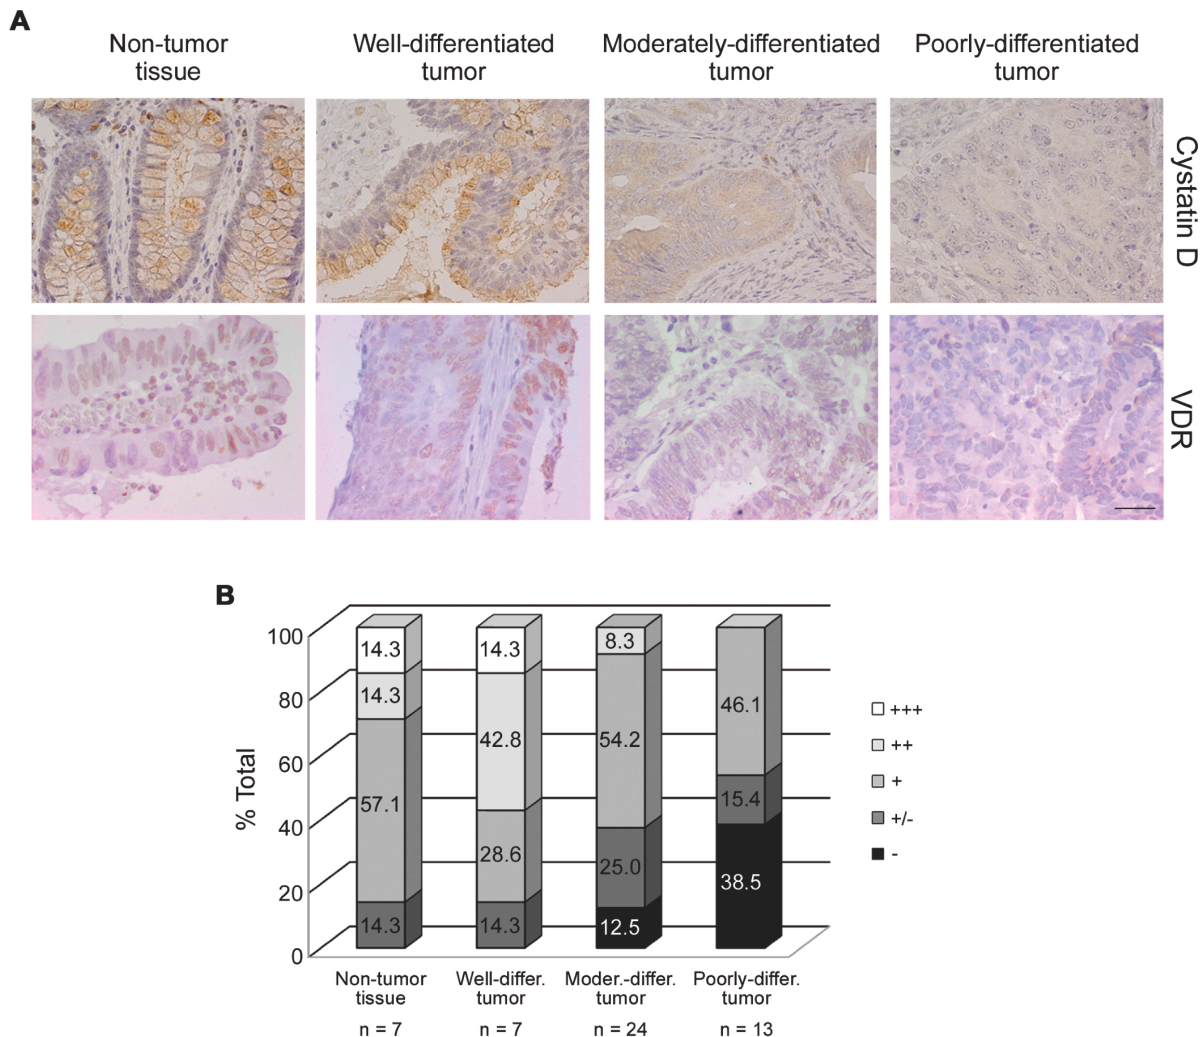 A
Non-tumor
tissue
Well-differentiated
tumor
Moderately-differentiated
tumor
Poorly-differentiated
tumor
Cystatin D
VDR
B
% Total
100
80
60
40
20
0
14.3
14.3
57.1
14.3
14.3
42.8
28.6
14.3
8.3
54.2
25.0
12.5
46.1
15.4
38.5
+++
++
+
+/-
-
Non-tumor
tissue
n = 7
Well-differ.
tumor
n = 7
Moder.-differ.
tumor
n = 24
Poorly-differ.
tumor
n = 13